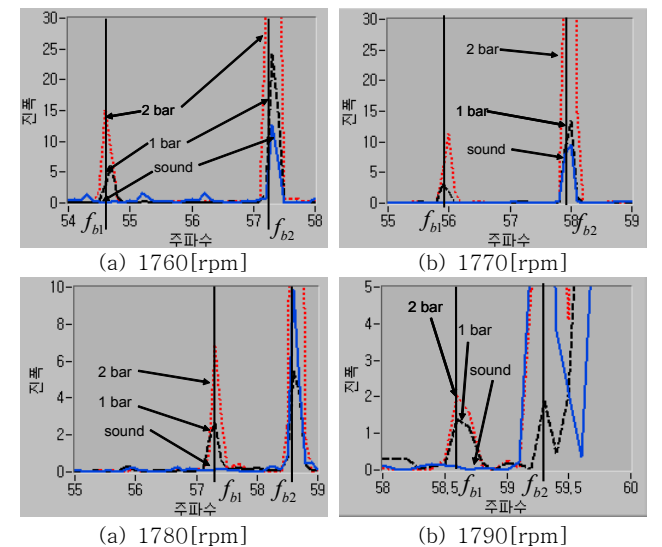 30-
25-
20-
15-
10-
5-
0-
진폭
2 bar
1 bar
sound
54 55 56 57 58
f_b1 f_b2
주파수
(a) 1760[rpm]
30-
25-
20-
15-
10-
5-
0-
진폭
2 bar
1 bar
sound
55 56 57 58 59
f_b1 f_b2
주파수
(b) 1770[rpm]
10-
8-
6-
4-
2-
0-
진폭
2 bar
1 bar
sound
55 56 57 58 59
f_b1 f_b2
주파수
(a) 1780[rpm]
5-
4-
3-
2-
1-
0-
진폭
2 bar
1 bar
sound
58 58,5 59 59,5 60
f_b1 f_b2
주파수
(b) 1790[rpm]